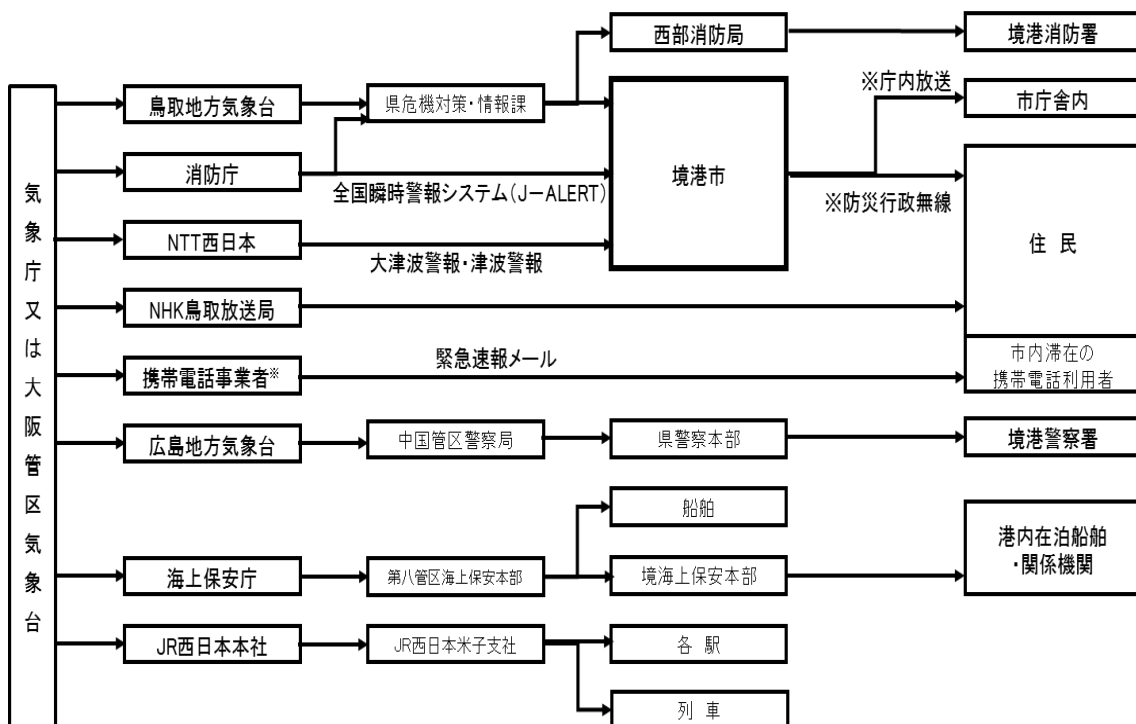 西部消防局
境港消防署
※庁内放送
鳥取地方気象台
県危機対策・情報課
市庁舎内
消防庁
境港市
全国瞬時警報システム(J-ALERT)
※防災行政無線
気象庁又は大阪管区気象台
NTT西日本
大津波警報・津波警報
住 民
NHK鳥取放送局
緊急速報メール
市内滞在の
携帯電話利用者
携帯電話事業者※
広島地方気象台
中国管区警察局
県警察本部
境港警察署
船舶
港内在泊船舶
・関係機関
海上保安庁
第八管区海上保安本部
境海上保安本部
JR西日本本社
JR西日本米子支社
各 駅
列 車